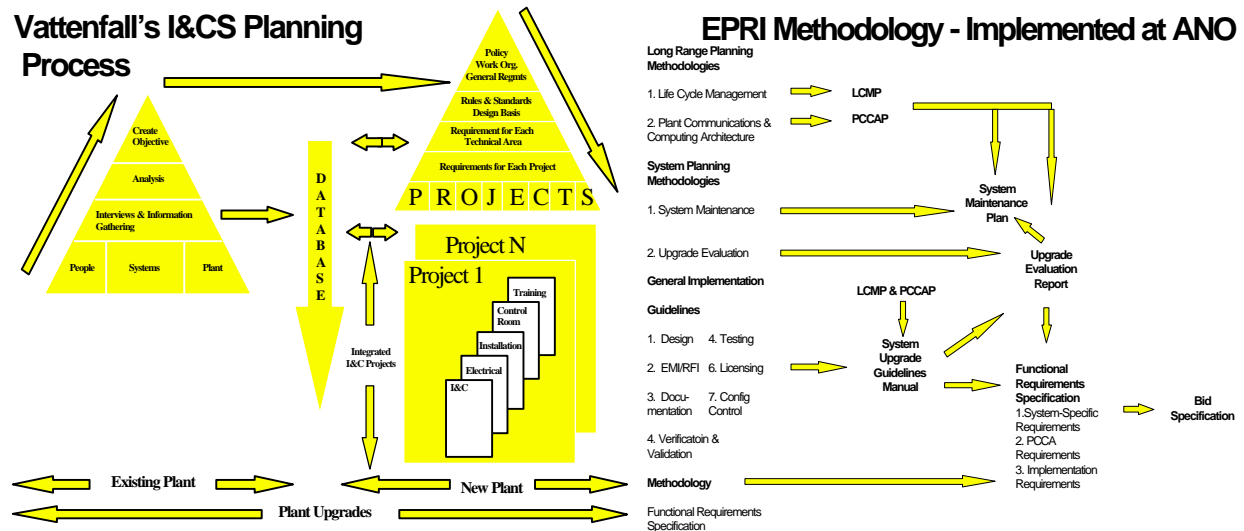 Vattenfall's I&CS Planning
Process
Create
Objective
Analysis
Interviews & Information
Gathering
People
Systems
Plant
D
A
T
A
B
A
S
E
Policy
Work Org.
General Reqmts
Rules & Standards
Design Basis
Requirement for Each
Technical Area
Requirements for Each Project
P R O J E C T S
Project N
Project 1
Training
Control
Room
Installation
Electrical
I&C
Integrated
I&C Projects
Existing Plant
New Plant
Plant Upgrades
EPRI Methodology - Implemented at ANO
Long Range Planning
Methodologies
1. Life Cycle Management
LCMP
2. Plant Communications &
Computing Architecture
PCCAP
System Planning
Methodologies
1. System Maintenance
System
Maintenance
Plan
2. Upgrade Evaluation
Upgrade
Evaluation
Report
General Implementation
Guidelines
LCMP & PCCAP
1. Design
4. Testing
2. EMI/RFI
6. Licensing
3. Docu-
mentation
7. Config
Control
4. Verificatoin &
Validation
System
Upgrade
Guidelines
Manual
Functional
Requirements
Specification
1.System-Specific
Requirements
2. PCCA
Requirements
3. Implementation
Requirements
Bid
Specification
Methodology
Functional Requirements
Specification